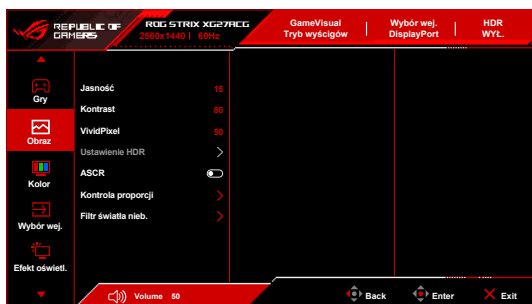 REPUBLIC OF
GAMERS
ROG STRIX XG27ACG
2560x1440 | 60Hz
GameVisual
Tryb wyścigów
Wybór wej.
DisplayPort
HDR
WYŁ.
Gry
Obraz
Kolor
Wybór wej.
Efekt oświetl.
Jasność 15
Kontrast 80
VividPixel 50
Ustawienie HDR
ASCR
Kontrola proporcji
Filtr światła nieb.
Volume 50
Back
Enter
Exit